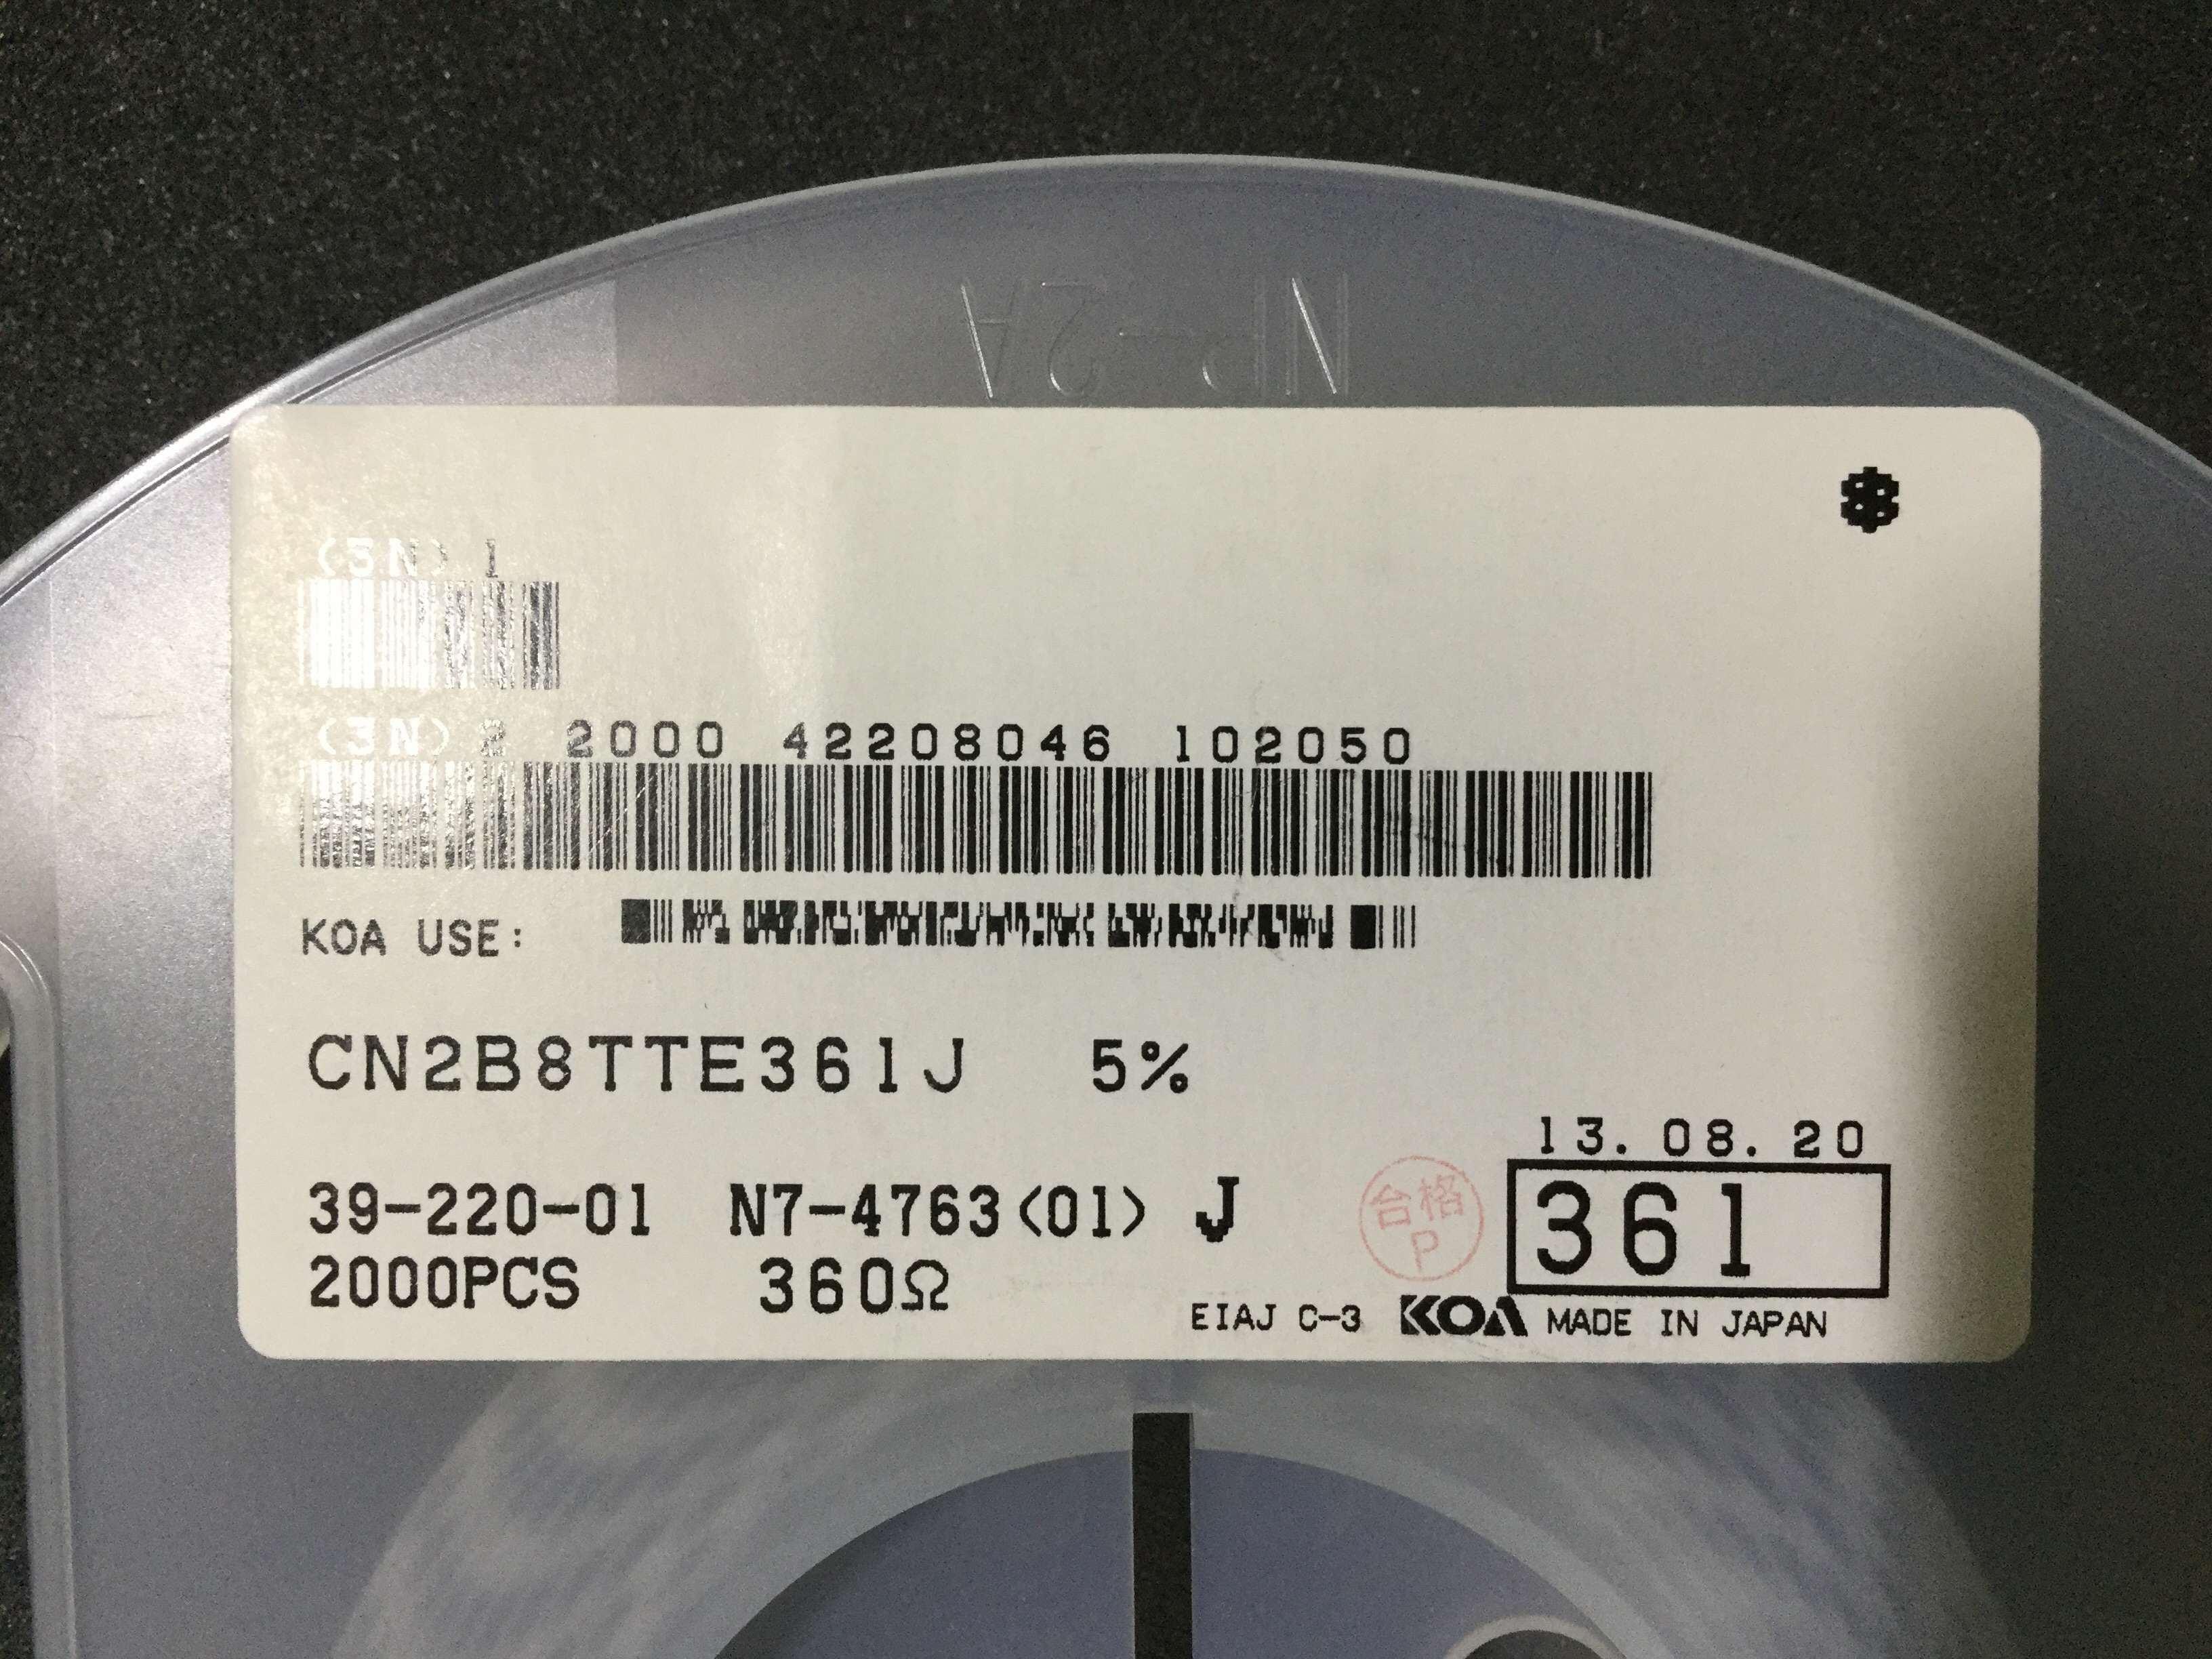 NP-2A
*
(3N) 1
(3N) 2 2000 42208046 102050
KOA USE:
CN2B8TTE361J 5%
13.08.20
39-220-01 N7-4763(01) J
合格
P
361
2000PCS 360Ω
EIAJ C-3 KOA MADE IN JAPAN